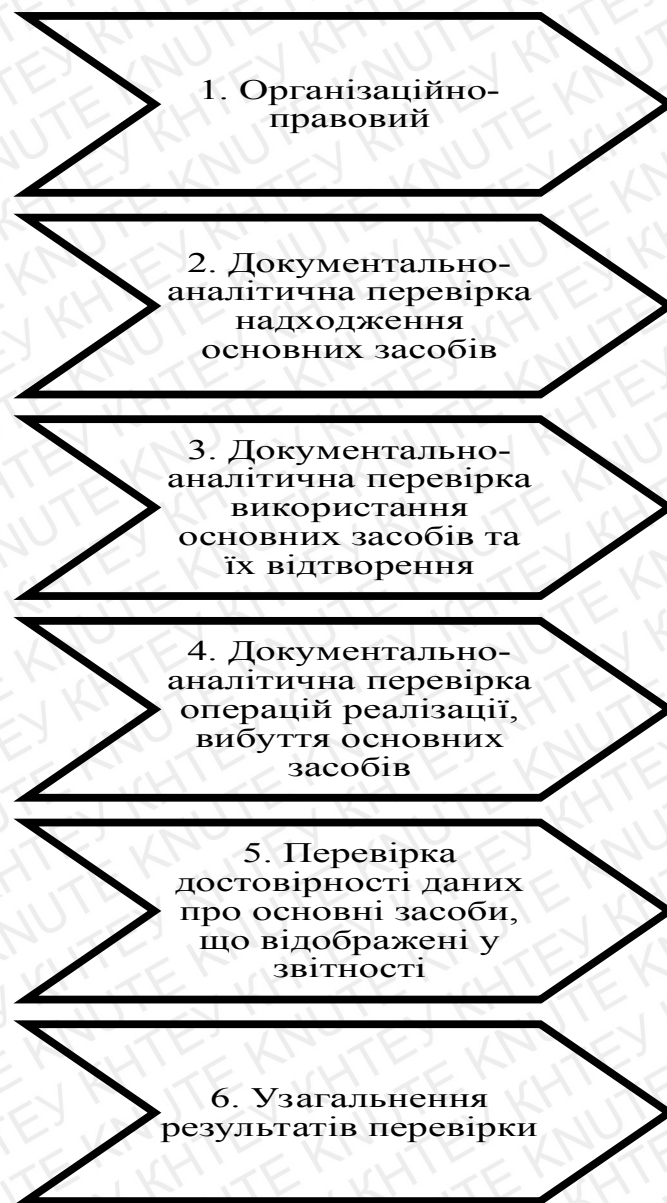 1. Організаційно-
правовий
2. Документально-
аналітична перевірка
надходження
основних засобів
3. Документально-
аналітична перевірка
використання
основних засобів та
їх відтворення
4. Документально-
аналітична перевірка
операцій реалізації,
вибуття основних
засобів
5. Перевірка
достовірності даних
про основні засоби,
що відображені у
звітності
6. Узагальнення
результатів перевірки